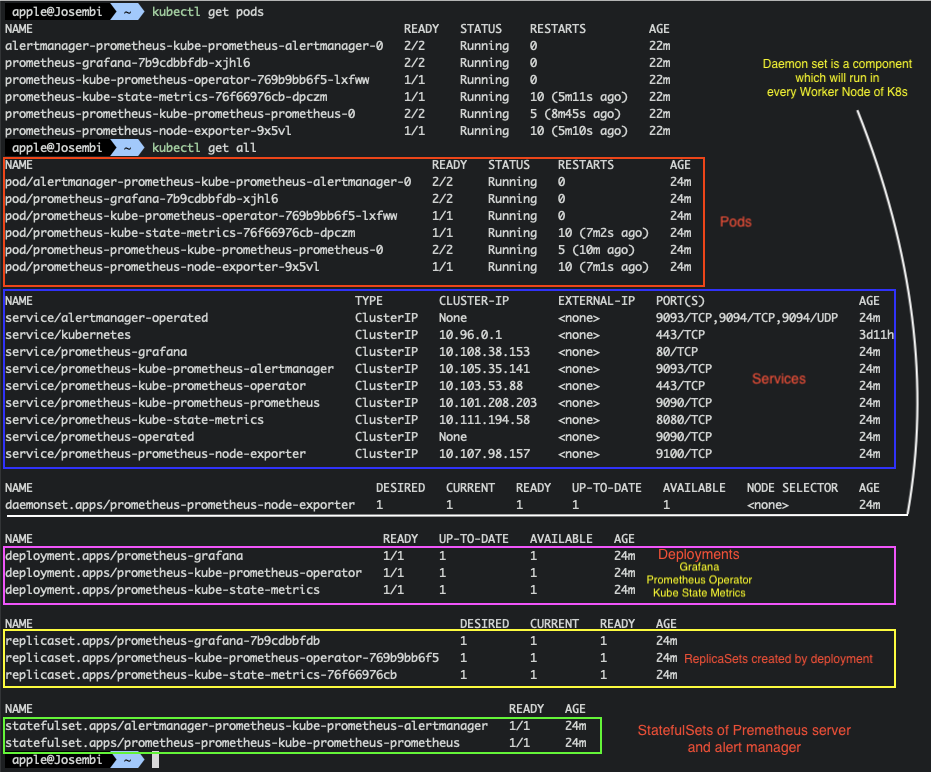 apple@Josembi ~ kubectl get pods
NAME READY STATUS RESTARTS AGE
alertmanager-prometheus-kube-prometheus-alertmanager-0 2/2 Running 0 22m
prometheus-grafana-7b9cdbbfdb-xjhl6 2/2 Running 0 22m
prometheus-kube-prometheus-operator-769b9bb6f5-lxfww 1/1 Running 0 22m
prometheus-kube-state-metrics-76f66976cb-dpczm 1/1 Running 10 (5m11s ago) 22m
prometheus-prometheus-kube-prometheus-prometheus-0 2/2 Running 5 (8m45s ago) 22m
prometheus-prometheus-node-exporter-9x5vl 1/1 Running 10 (5m10s ago) 22m
Daemon set is a component
which will run in
every Worker Node of K8s
apple@Josembi ~ kubectl get all
NAME READY STATUS RESTARTS AGE
pod/alertmanager-prometheus-kube-prometheus-alertmanager-0 2/2 Running 0 24m
pod/prometheus-grafana-7b9cdbbfdb-xjhl6 2/2 Running 0 24m
pod/prometheus-kube-prometheus-operator-769b9bb6f5-lxfww 1/1 Running 0 24m
pod/prometheus-kube-state-metrics-76f66976cb-dpczm 1/1 Running 10 (7m2s ago) 24m
pod/prometheus-prometheus-kube-prometheus-prometheus-0 2/2 Running 5 (10m ago) 24m
pod/prometheus-prometheus-node-exporter-9x5vl 1/1 Running 10 (7m1s ago) 24m
Pods
NAME TYPE CLUSTER-IP EXTERNAL-IP PORT(S) AGE
service/alertmanager-operated ClusterIP None <none> 9093/TCP,9094/TCP,9094/UDP 24m
service/kubernetes ClusterIP 10.96.0.1 <none> 443/TCP 3d11h
service/prometheus-grafana ClusterIP 10.108.38.153 <none> 80/TCP 24m
service/prometheus-kube-prometheus-alertmanager ClusterIP 10.105.35.141 <none> 9093/TCP 24m
service/prometheus-kube-prometheus-operator ClusterIP 10.103.53.88 <none> 443/TCP 24m
service/prometheus-kube-prometheus-prometheus ClusterIP 10.101.208.203 <none> 9090/TCP 24m
service/prometheus-kube-state-metrics ClusterIP 10.111.194.58 <none> 8080/TCP 24m
service/prometheus-operated ClusterIP None <none> 9090/TCP 24m
service/prometheus-prometheus-node-exporter ClusterIP 10.107.98.157 <none> 9100/TCP 24m
Services
NAME DESIRED CURRENT READY UP-TO-DATE AVAILABLE NODE SELECTOR AGE
daemonset.apps/prometheus-prometheus-node-exporter 1 1 1 1 1 <none> 24m
NAME READY UP-TO-DATE AVAILABLE AGE
deployment.apps/prometheus-grafana 1/1 1 1 24m
deployment.apps/prometheus-kube-prometheus-operator 1/1 1 1 24m
deployment.apps/prometheus-kube-state-metrics 1/1 1 1 24m
Deployments
Grafana
Prometheus Operator
Kube State Metrics
NAME DESIRED CURRENT READY AGE
replicaset.apps/prometheus-grafana-7b9cdbbfdb 1 1 1 24m
replicaset.apps/prometheus-kube-prometheus-operator-769b9bb6f5 1 1 1 24m
replicaset.apps/prometheus-kube-state-metrics-76f66976cb 1 1 1 24m
ReplicaSets created by deployment
NAME READY AGE
statefulset.apps/alertmanager-prometheus-kube-prometheus-alertmanager 1/1 24m
statefulset.apps/prometheus-prometheus-kube-prometheus-prometheus 1/1 24m
StatefulSets of Premetheus server
and alert manager
apple@Josembi ~